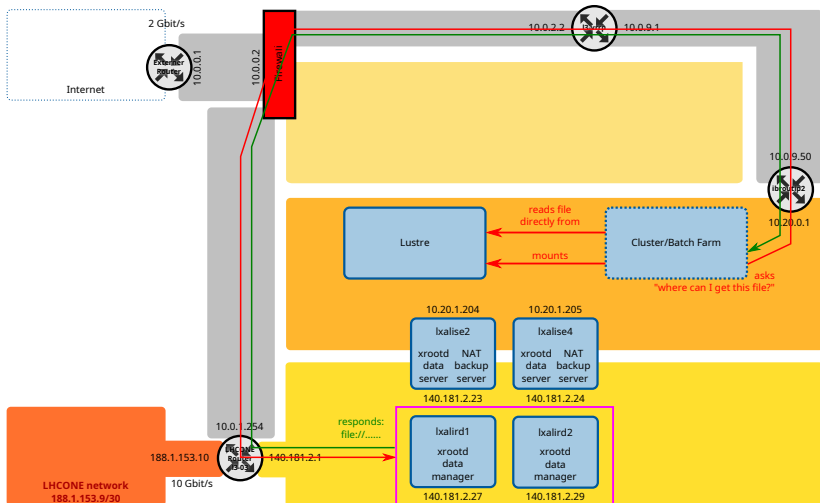 2 Gbit/s
Externer
Router
10.0.0.1
Internet
10.0.0.2
Firewall
10.0.2.2
10.0.9.1
10.0.9.50
10.20.0.1
reads file
directly from
Lustre
Cluster/Batch Farm
mounts
asks
"where can I get this file?"
10.20.1.204
10.20.1.205
lxalise2
lxalise4
xrootd NAT
data backup
server server
xrootd NAT
data backup
server server
140.181.2.23
140.181.2.24
responds:
file://......
10.0.1.254
LHCONE
Router
188.1.153.10
140.181.2.1
10 Gbit/s
lxalird1
lxalird2
xrootd
data
manager
xrootd
data
manager
LHCONE network
188.1.153.9/30
140.181.2.27
140.181.2.29